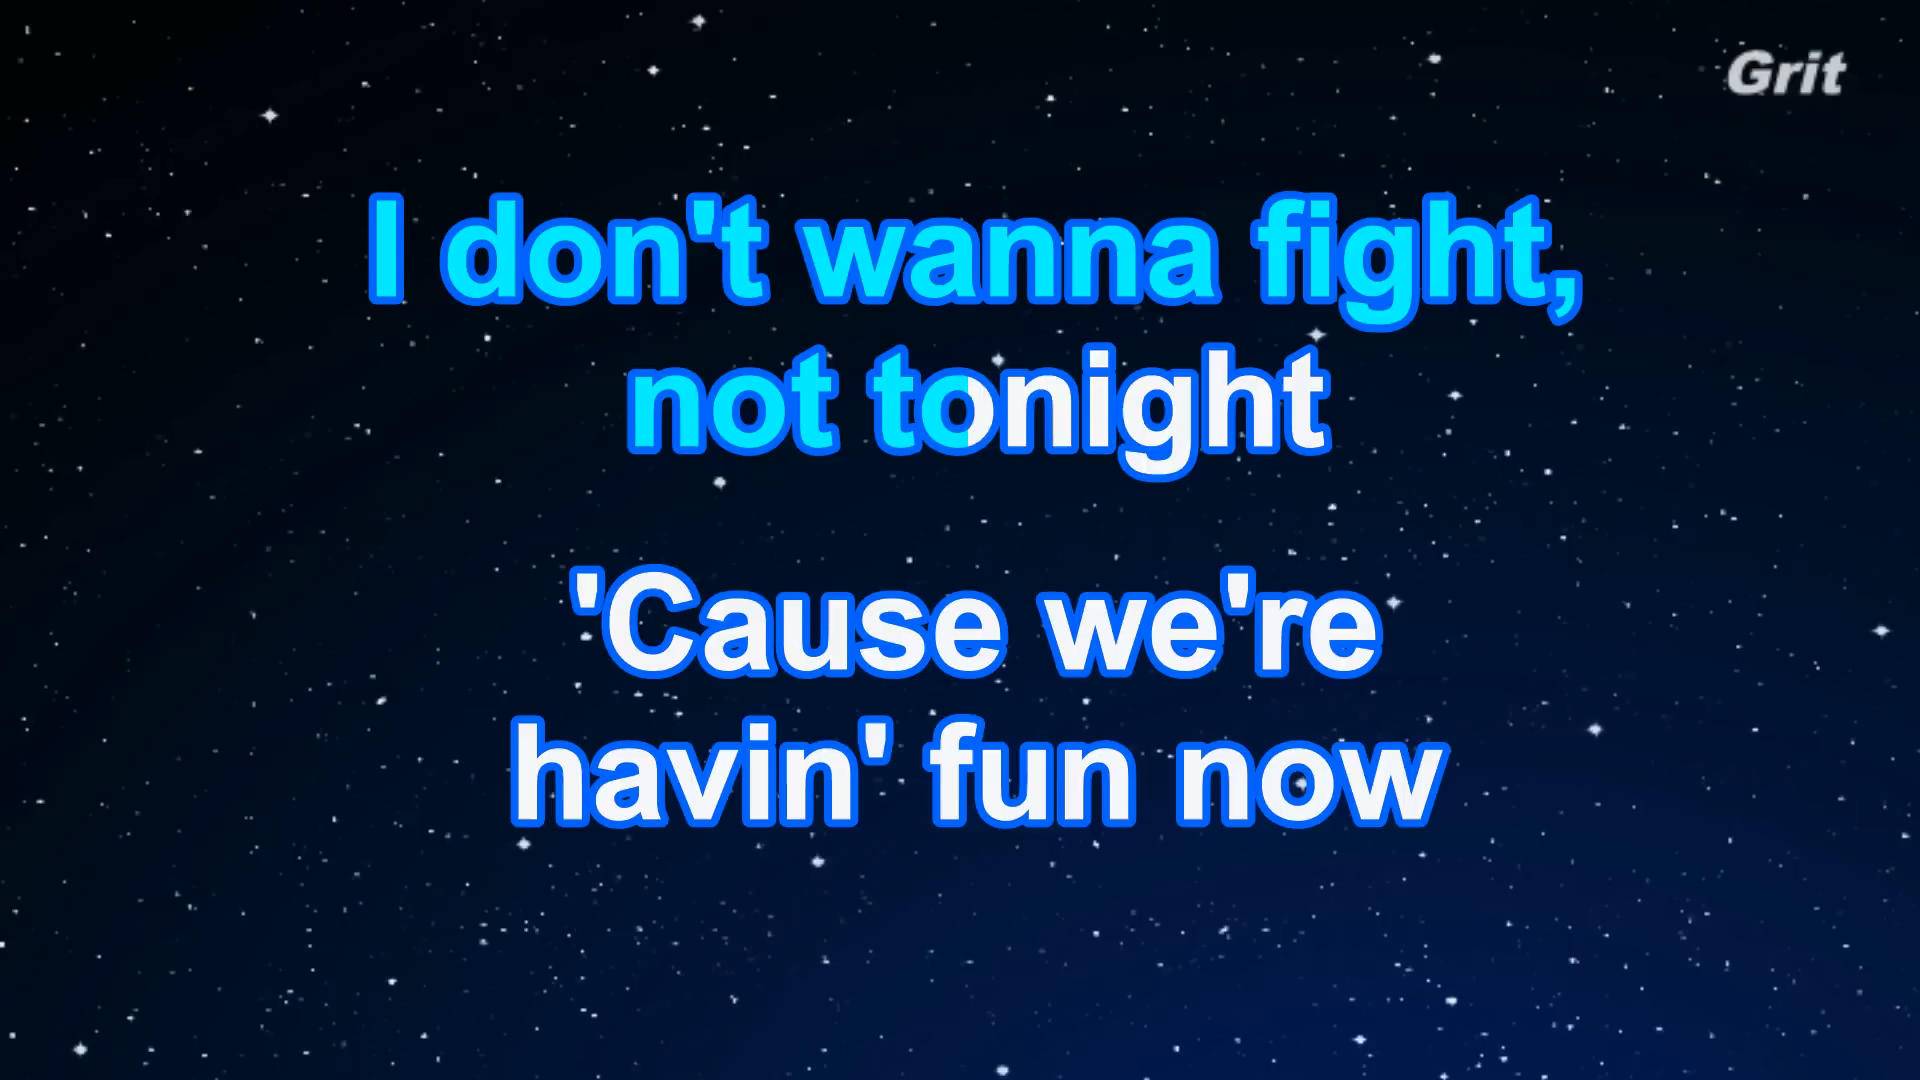 Grit
I don't wanna fight,
not tonight
'Cause we're
havin' fun now